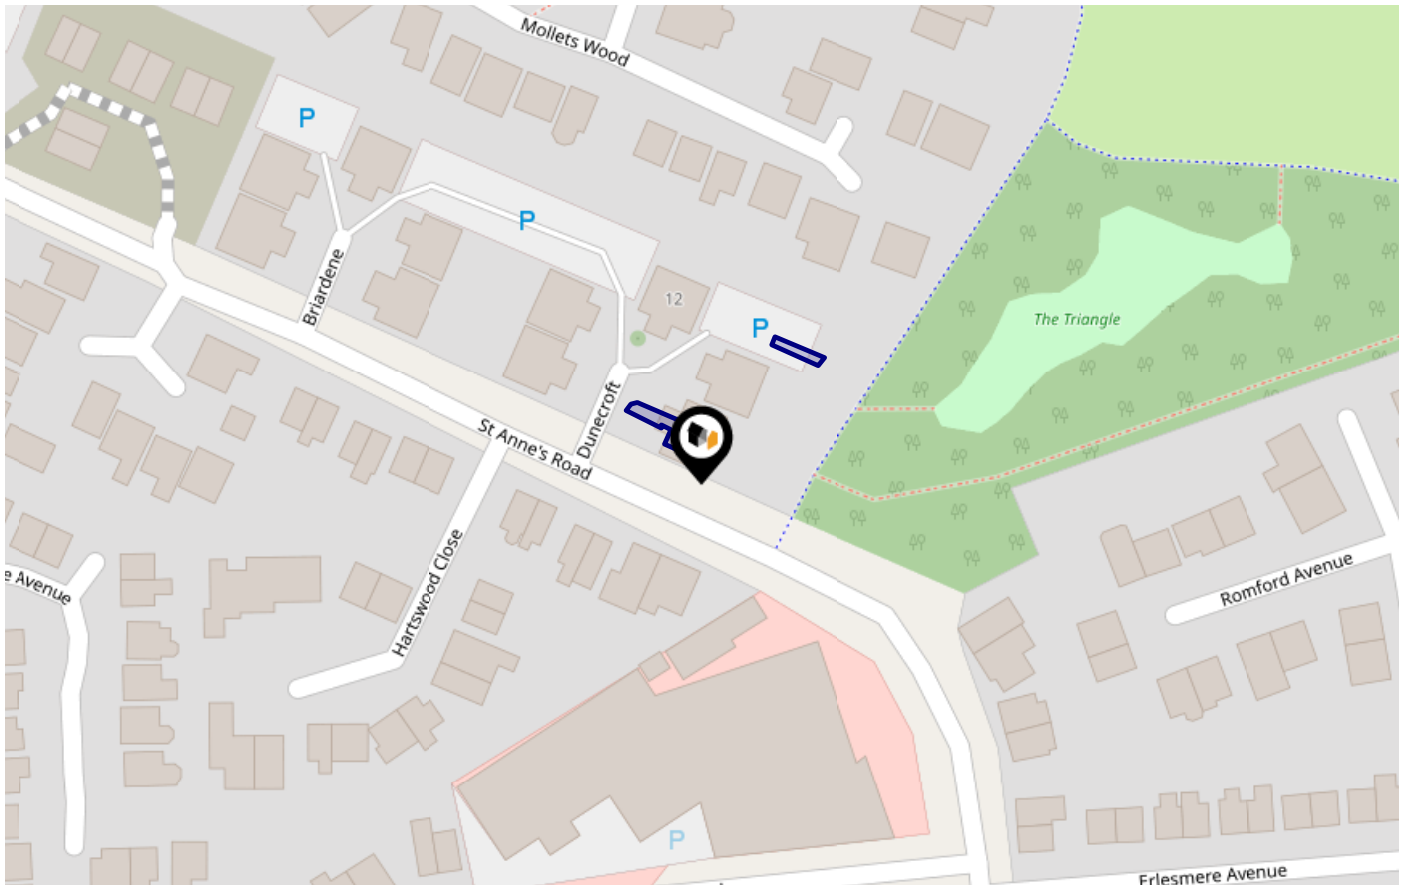 Mollets Wood
P
P
Briardene
12
P
The Triangle
Dunecroft
St Anne's Road
Hartswood Close
e Avenue
Romford Avenue
P
Erlesmere Avenue